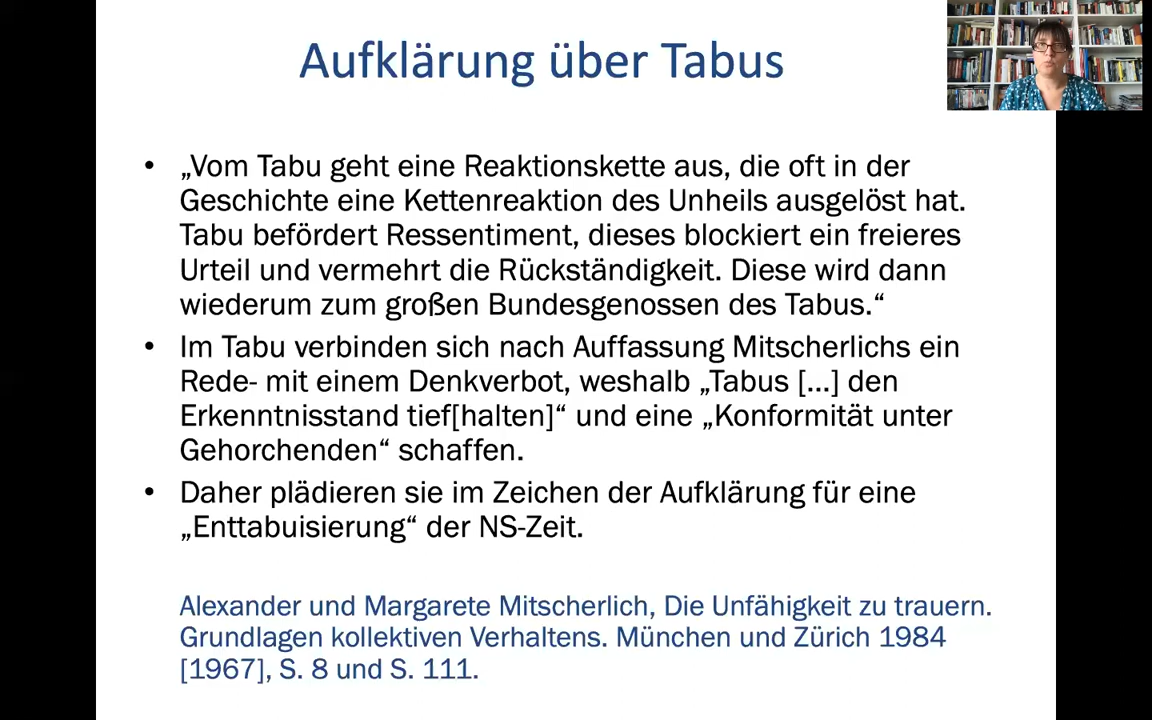 Aufklärung über Tabus
• „Vom Tabu geht eine Reaktionskette aus, die oft in der
Geschichte eine Kettenreaktion des Unheils ausgelöst hat.
Tabu befördert Ressentiment, dieses blockiert ein freieres
Urteil und vermehrt die Rückständigkeit. Diese wird dann
wiederum zum großen Bundesgenossen des Tabus.“
• Im Tabu verbinden sich nach Auffassung Mitscherlichs ein
Rede- mit einem Denkverbot, weshalb „Tabus [...] den
Erkenntnisstand tief[halten]“ und eine „Konformität unter
Gehorchenden“ schaffen.
• Daher plädieren sie im Zeichen der Aufklärung für eine
„Enttabuisierung“ der NS-Zeit.
Alexander und Margarete Mitscherlich, Die Unfähigkeit zu trauern.
Grundlagen kollektiven Verhaltens. München und Zürich 1984
[1967], S. 8 und S. 111.